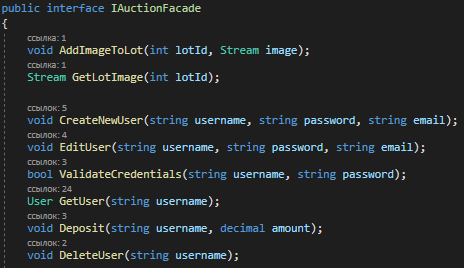 public interface IAuctionFacade
{
ссылка: 1
void AddImageToLot(int lotId, Stream image);
ссылка: 1
Stream GetLotImage(int lotId);
ссылок: 5
void CreateNewUser(string username, string password, string email);
ссылок: 4
void EditUser(string username, string password, string email);
ссылок: 3
bool ValidateCredentials(string username, string password);
ссылок: 24
User GetUser(string username);
ссылок: 3
void Deposit(string username, decimal amount);
ссылок: 2
void DeleteUser(string username);